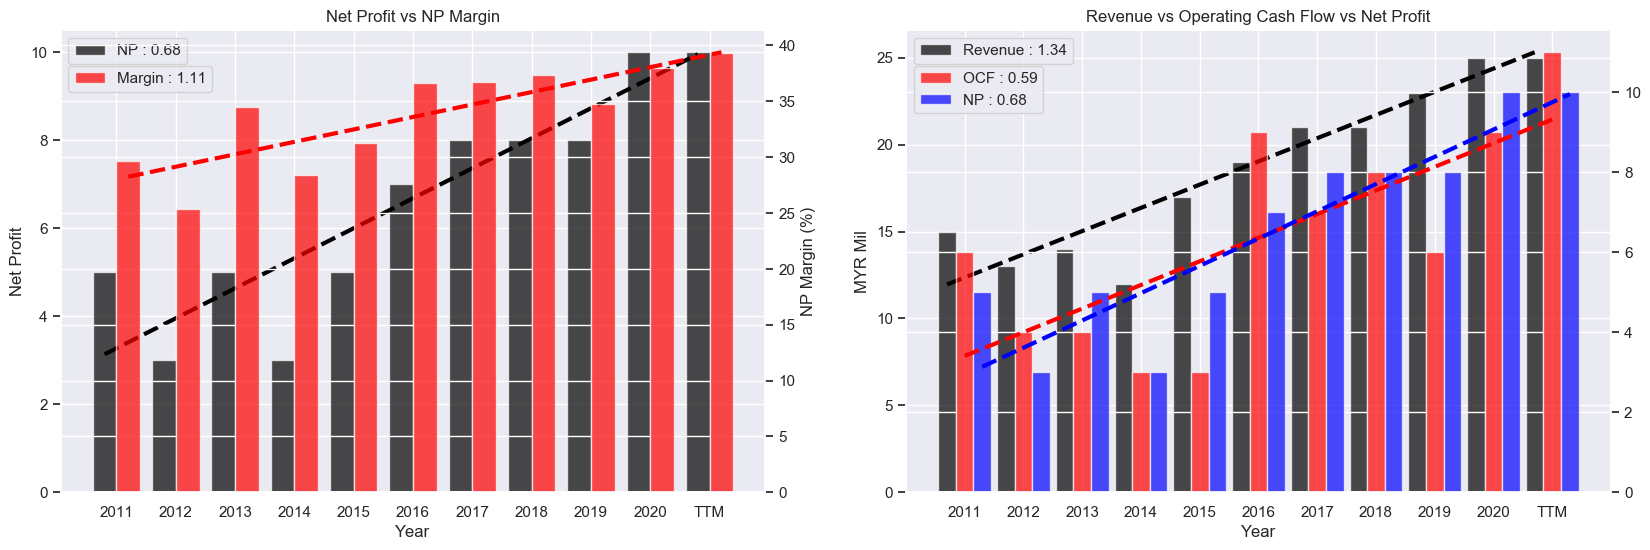 Net Profit vs NP Margin
NP : 0.68
Margin : 1.11
10
8
6
4
2
0
Net Profit
40
35
30
25
20
15
10
5
0
NP Margin (%)
2011 2012 2013 2014 2015 2016 2017 2018 2019 2020 TTM
Year
Revenue vs Operating Cash Flow vs Net Profit
Revenue : 1.34
OCF : 0.59
NP : 0.68
25
20
15
10
5
0
MYR Mil
10
8
6
4
2
0
2011 2012 2013 2014 2015 2016 2017 2018 2019 2020 TTM
Year